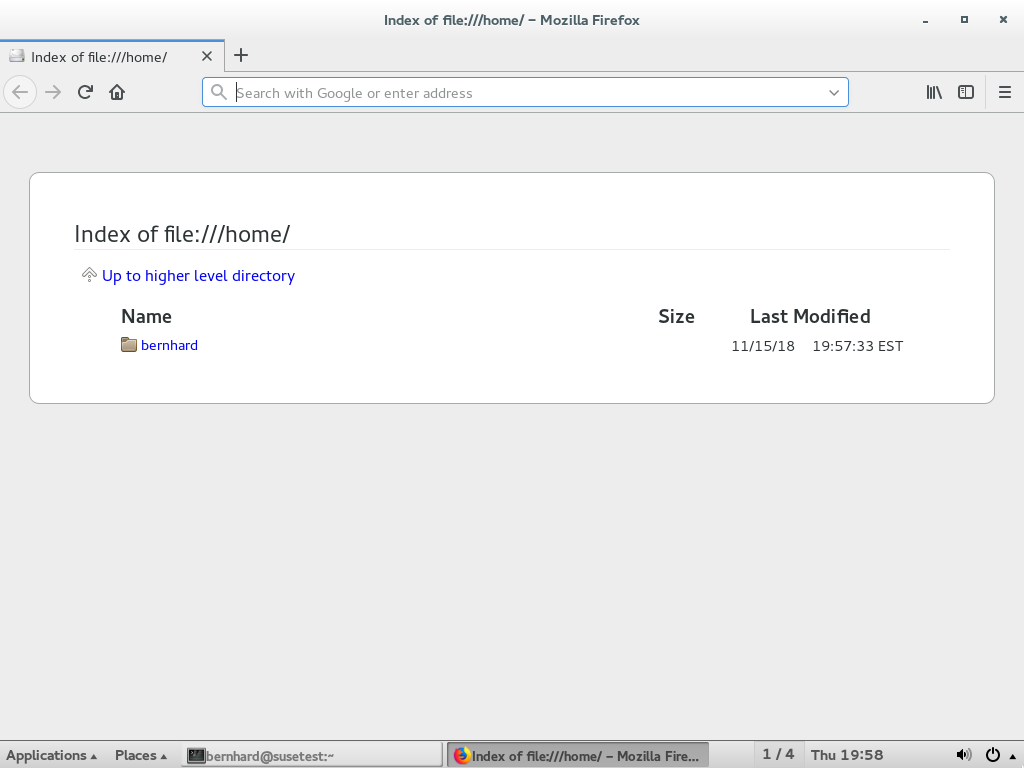 Index of file:///home/ – Mozilla Firefox
Index of file:///home/
Search with Google or enter address
Index of file:///home/
Up to higher level directory
Name Size Last Modified
bernhard 11/15/18 19:57:33 EST
Applications Places bernhard@susetest:~ Index of file:///home/ – Mozilla Fire... 1 / 4 Thu 19:58